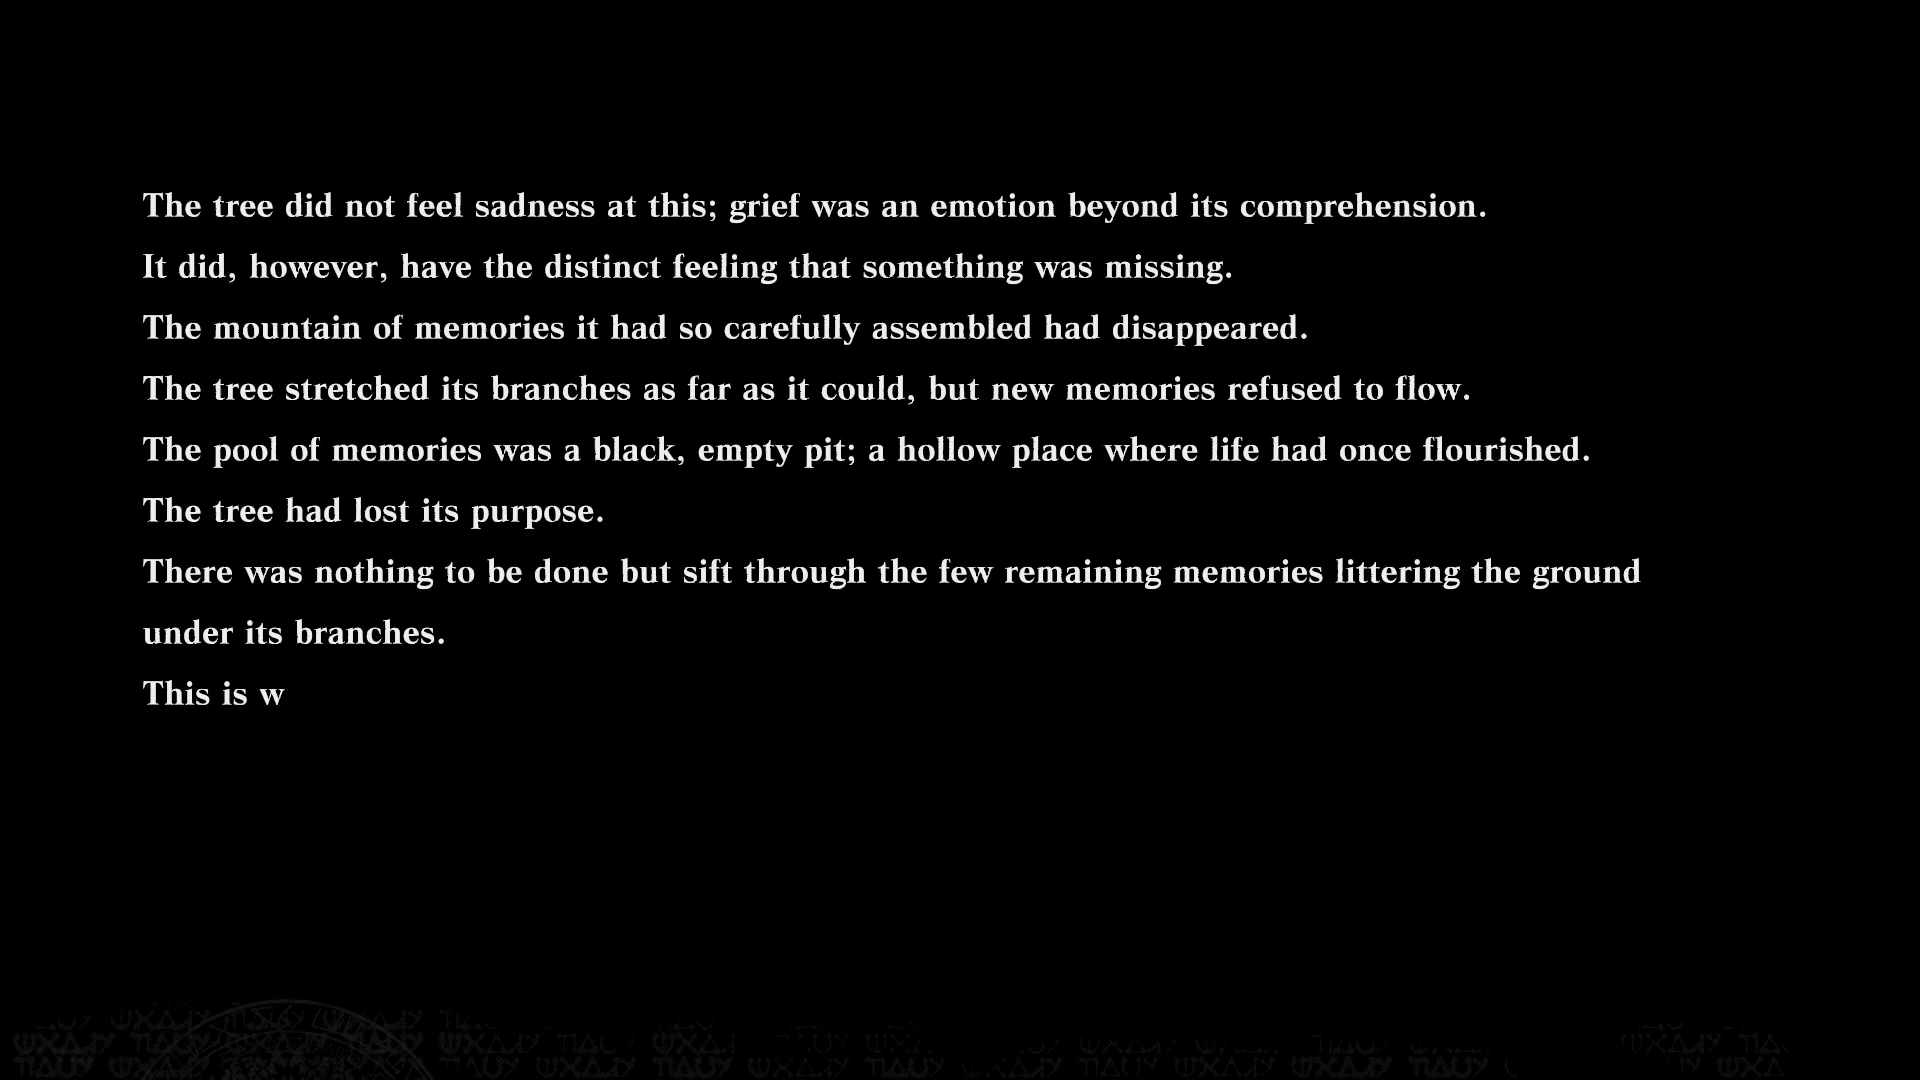 The tree did not feel sadness at this; grief was an emotion beyond its comprehension.
It did, however, have the distinct feeling that something was missing.
The mountain of memories it had so carefully assembled had disappeared.
The tree stretched its branches as far as it could, but new memories refused to flow.
The pool of memories was a black, empty pit; a hollow place where life had once flourished.
The tree had lost its purpose.
There was nothing to be done but sift through the few remaining memories littering the ground
under its branches.
This is w